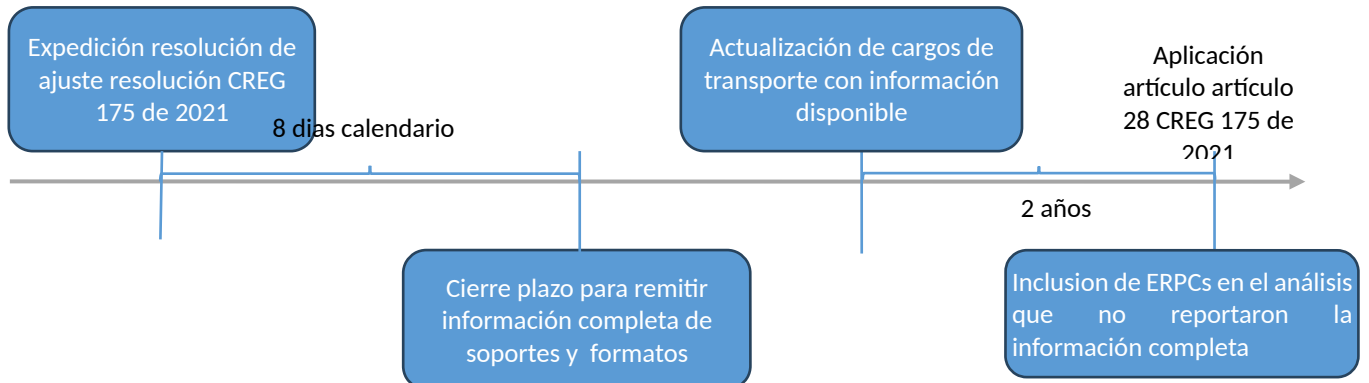 Expedición resolución de
ajuste resolución CREG
175 de 2021
8 dias calendario
Actualización de cargos de
transporte con información
disponible
Aplicación
artículo artículo
28 CREG 175 de
2021
2 años
Cierre plazo para remitir
información completa de
soportes y  formatos
Inclusion de ERPCs en el análisis
que no reportaron la
información completa